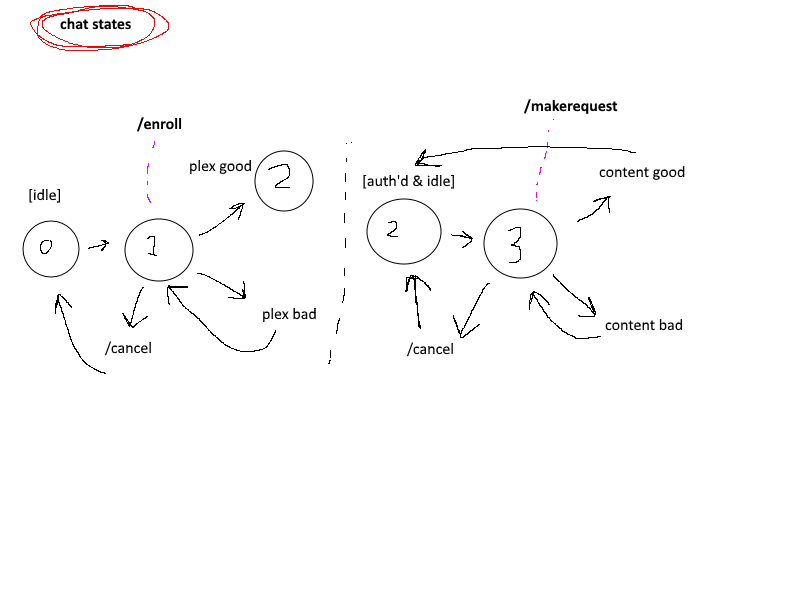 chat states
/makerequest
/enroll
plex good
2
content good
[auth'd & idle]
[idle]
2
0
1
3
plex bad
content bad
/cancel
/cancel